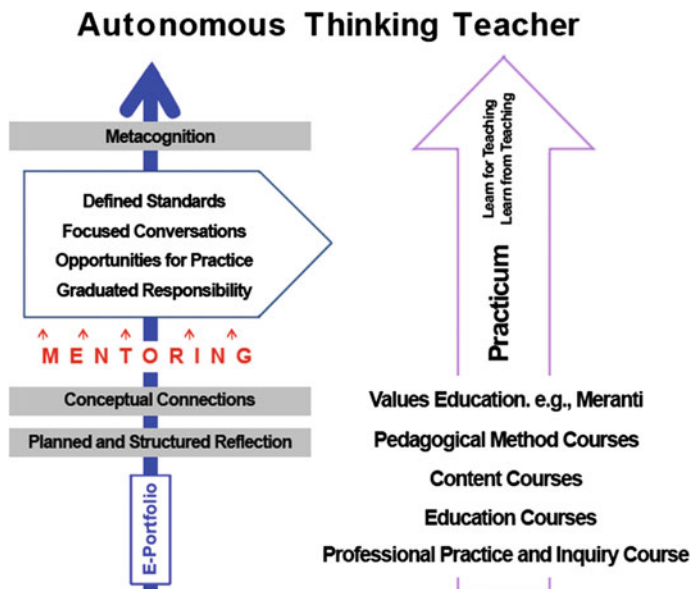 Autonomous Thinking Teacher
Metacognition
Defined Standards
Focused Conversations
Opportunities for Practice
Graduated Responsibility
MENTORING
Conceptual Connections
Planned and Structured Reflection
E-Portfolio
Learn for Teaching
Learn from Teaching
Practicum
Values Education. e.g., Meranti
Pedagogical Method Courses
Content Courses
Education Courses
Professional Practice and Inquiry Course